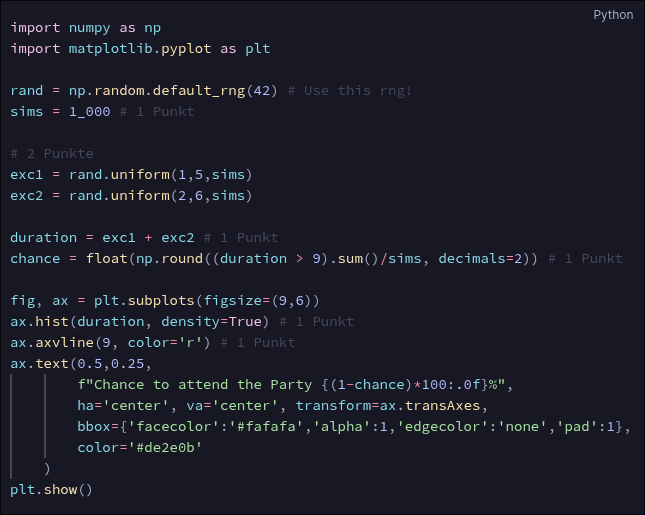 Python
import numpy as np
import matplotlib.pyplot as plt
rand = np.random.default_rng(42) # Use this rng!
sims = 1_000 # 1 Punkt
# 2 Punkte
exc1 = rand.uniform(1,5,sims)
exc2 = rand.uniform(2,6,sims)
duration = exc1 + exc2 # 1 Punkt
chance = float(np.round((duration > 9).sum()/sims, decimals=2)) # 1 Punkt
fig, ax = plt.subplots(figsize=(9,6))
ax.hist(duration, density=True) # 1 Punkt
ax.axvline(9, color='r') # 1 Punkt
ax.text(0.5,0.25,
        f"Chance to attend the Party {(1-chance)*100:.0f}%",
        ha='center', va='center', transform=ax.transAxes,
        bbox={'facecolor':'#fafafa','alpha':1,'edgecolor':'none','pad':1},
        color='#de2e0b'
    )
plt.show()